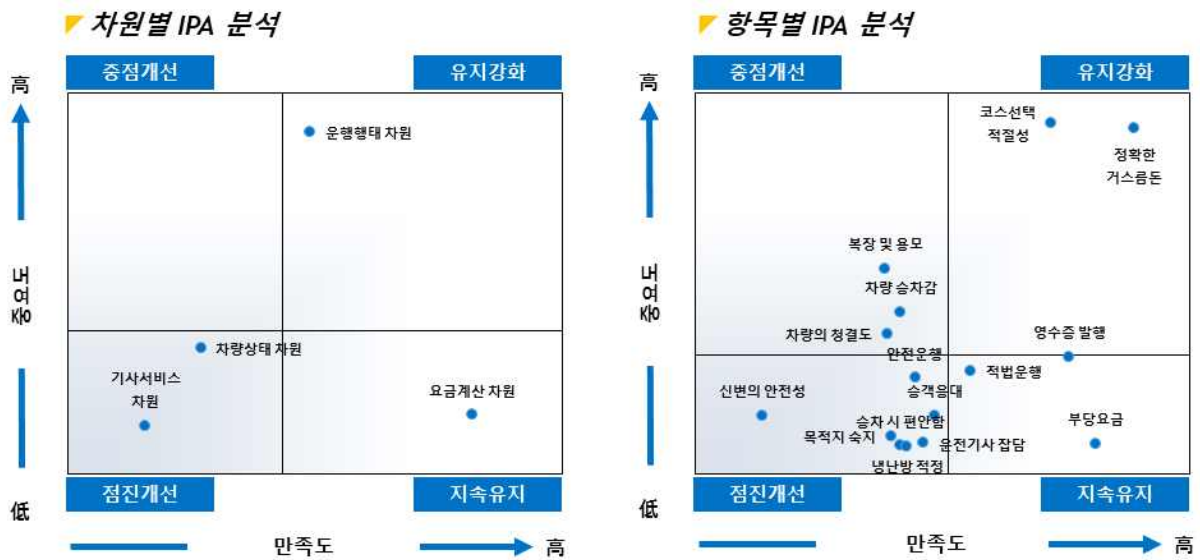 차원별 IPA 분석
중점개선
유지강화
高
운행행태 차원
중요도
차량상태 차원
기사서비스
차원
요금계산 차원
低
점진개선
지속유지
만족도
高
항목별 IPA 분석
중점개선
유지강화
高
코스선택
적절성
정확한
거스름돈
복장 및 용모
차량 승차감
중요도
차량의 청결도
영수증 발행
안전운행
적법운행
신변의 안전성
승객응대
승차 시 편안함
부당요금
목적지 숙지
운전기사 잡담
냉난방 적정
低
점진개선
지속유지
만족도
高